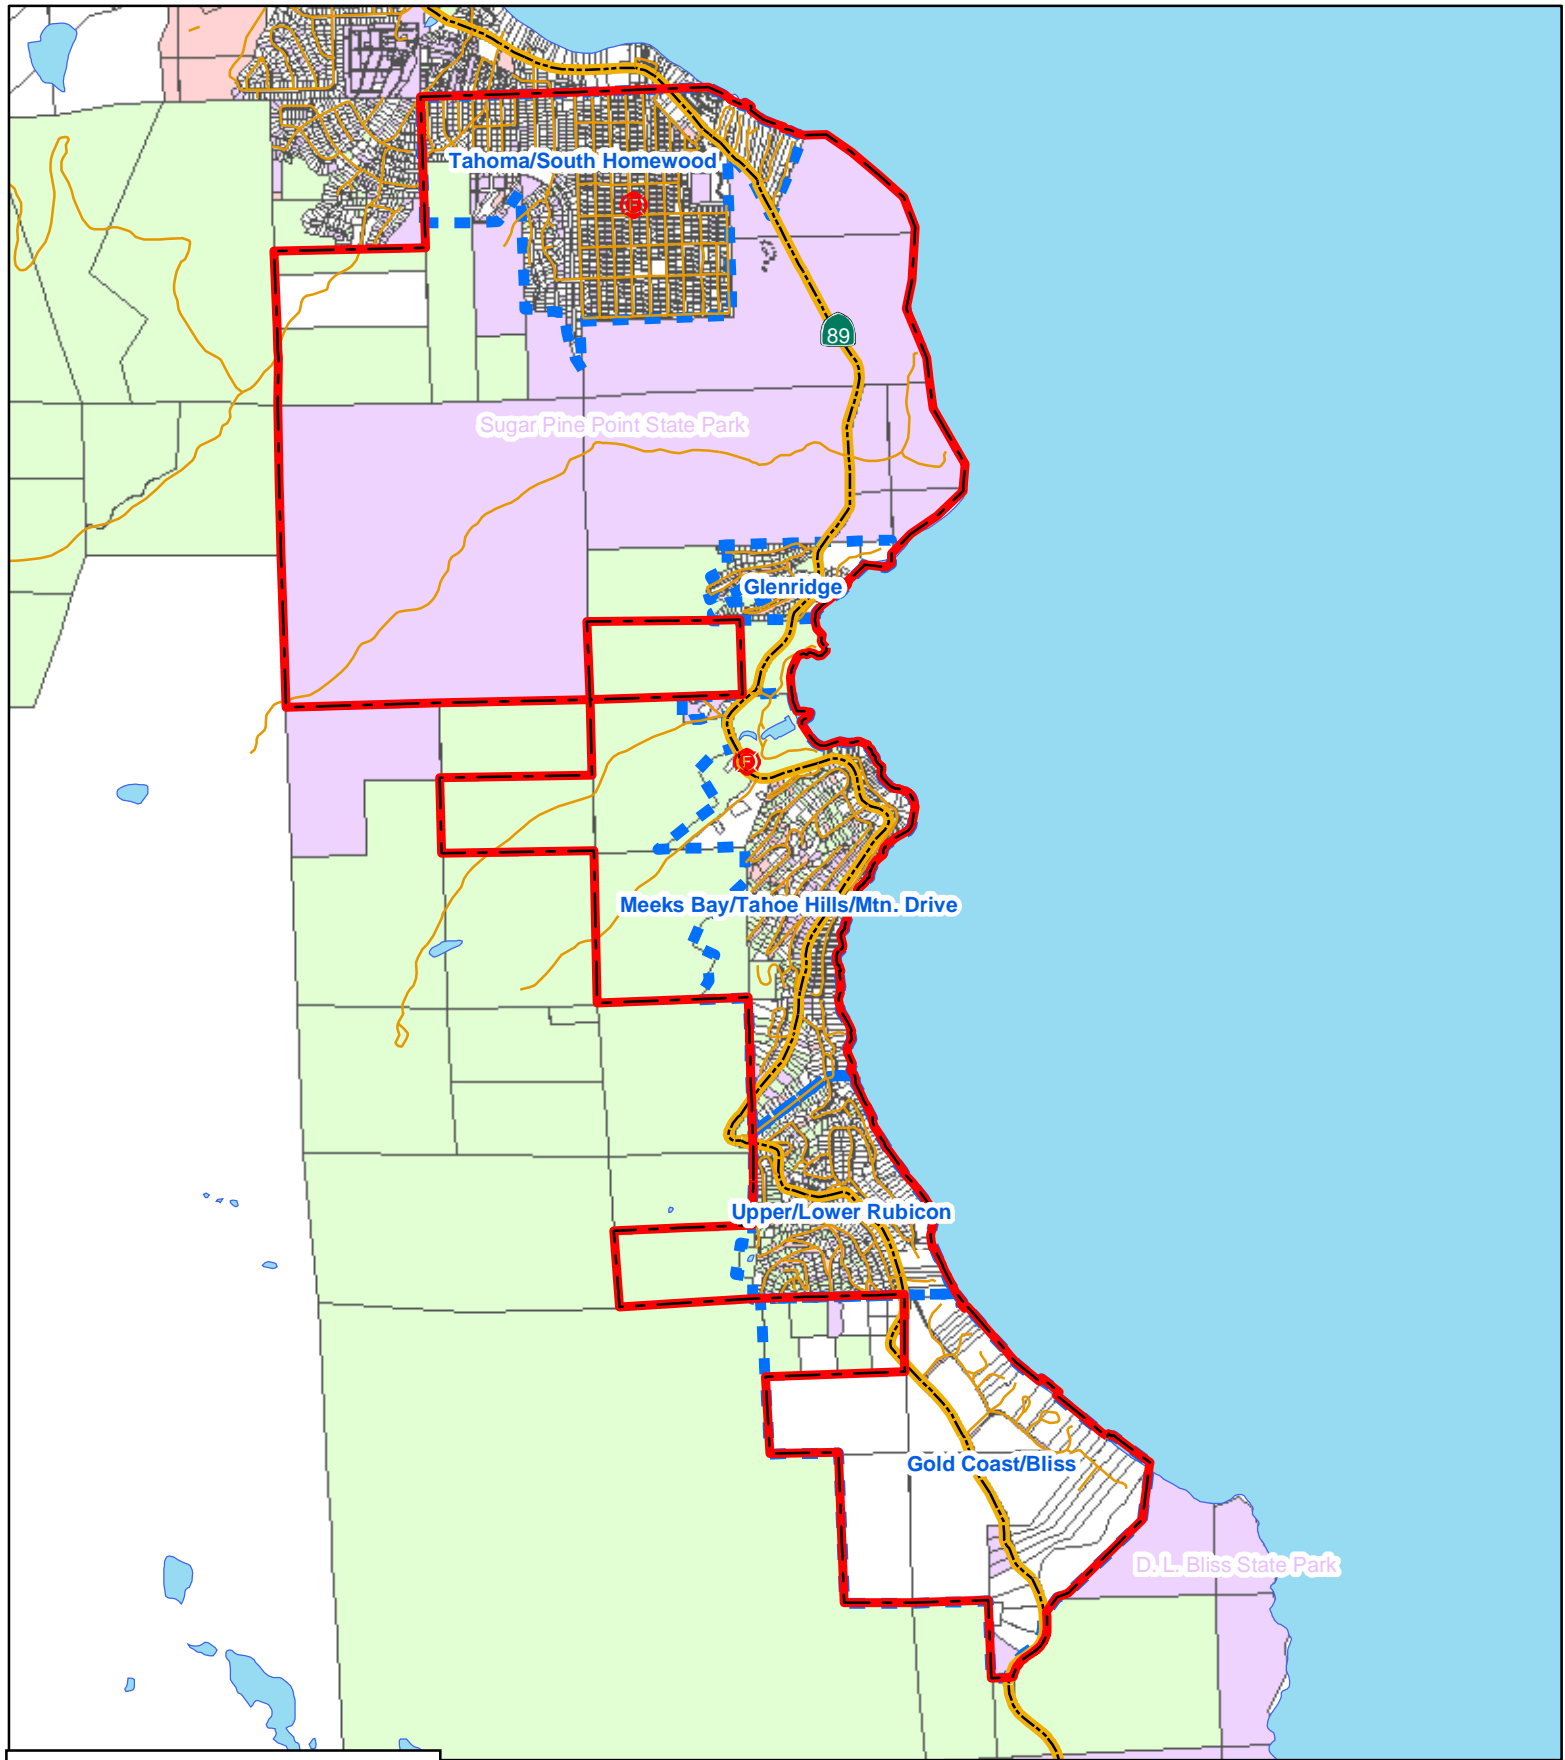 Tahoma/South Homewood
F
89
Sugar Pine Point State Park
Glenridge
F
Meeks Bay/Tahoe Hills/Mtn. Drive
Upper/Lower Rubicon
Gold Coast/Bliss
D. L. Bliss State Park